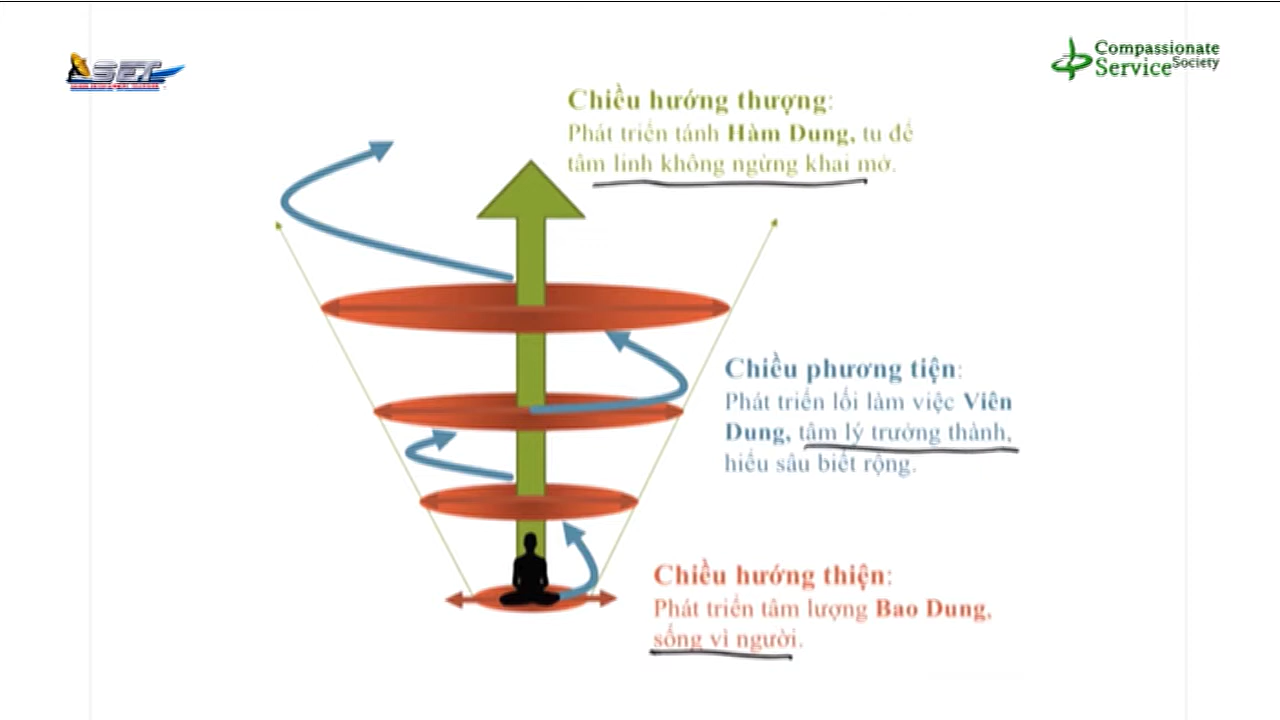 SET
Compassionate
Service Society
Chiều hướng thượng:
Phát triển tánh Hàm Dung, tu để
tâm linh không ngừng khai mở.
Chiều phương tiện:
Phát triển lối làm việc Viên
Dung, tâm lý trưởng thành,
hiểu sâu biết rộng.
Chiều hướng thiện:
Phát triển tâm lượng Bao Dung,
sống vì người.